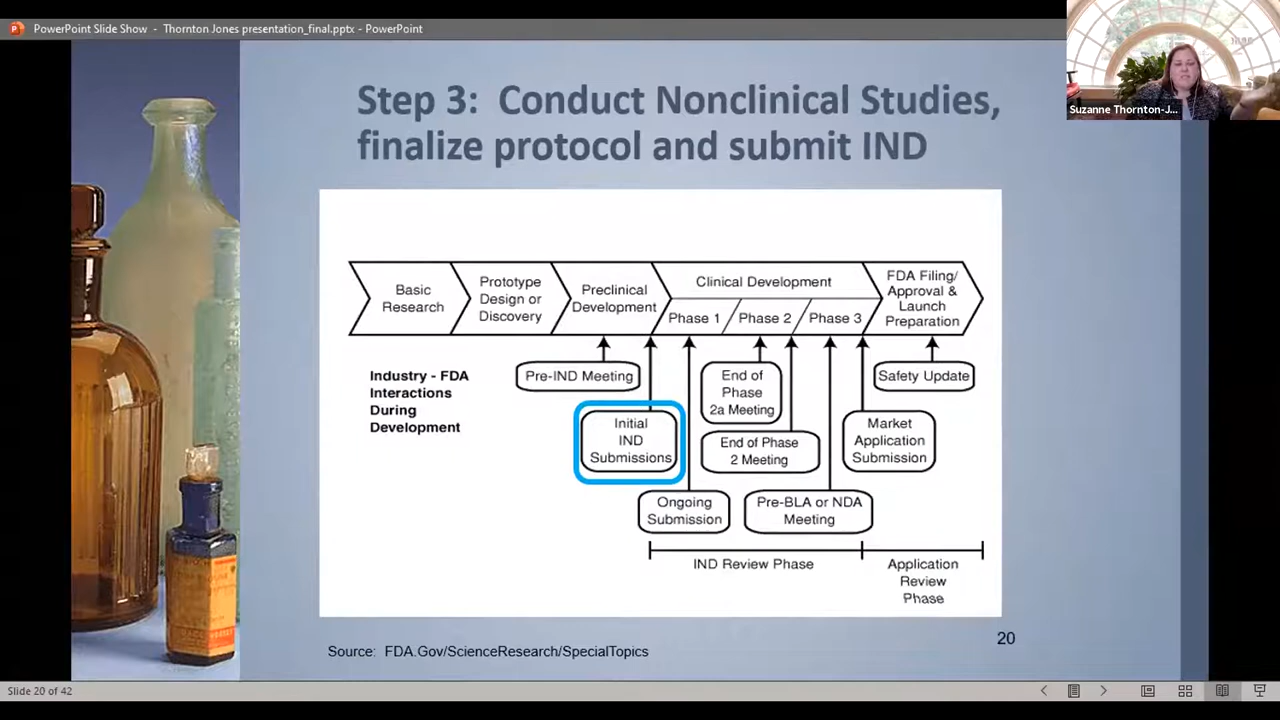 PowerPoint Slide Show - Thornton Jones presentation_final.pptx - PowerPoint
Suzanne Thornton-J...
Step 3: Conduct Nonclinical Studies,
finalize protocol and submit IND
Basic
Research
Prototype
Design or
Discovery
Preclinical
Development
Clinical Development
Phase 1
Phase 2
Phase 3
FDA Filing/
Approval &
Launch
Preparation
Industry - FDA
Interactions
During
Development
Pre-IND Meeting
Initial
IND
Submissions
Ongoing
Submission
End of
Phase
2a Meeting
End of Phase
2 Meeting
Pre-BLA or NDA
Meeting
Market
Application
Submission
Safety Update
IND Review Phase
Application
Review
Phase
Source: FDA.Gov/ScienceResearch/SpecialTopics
20
Slide 20 of 42